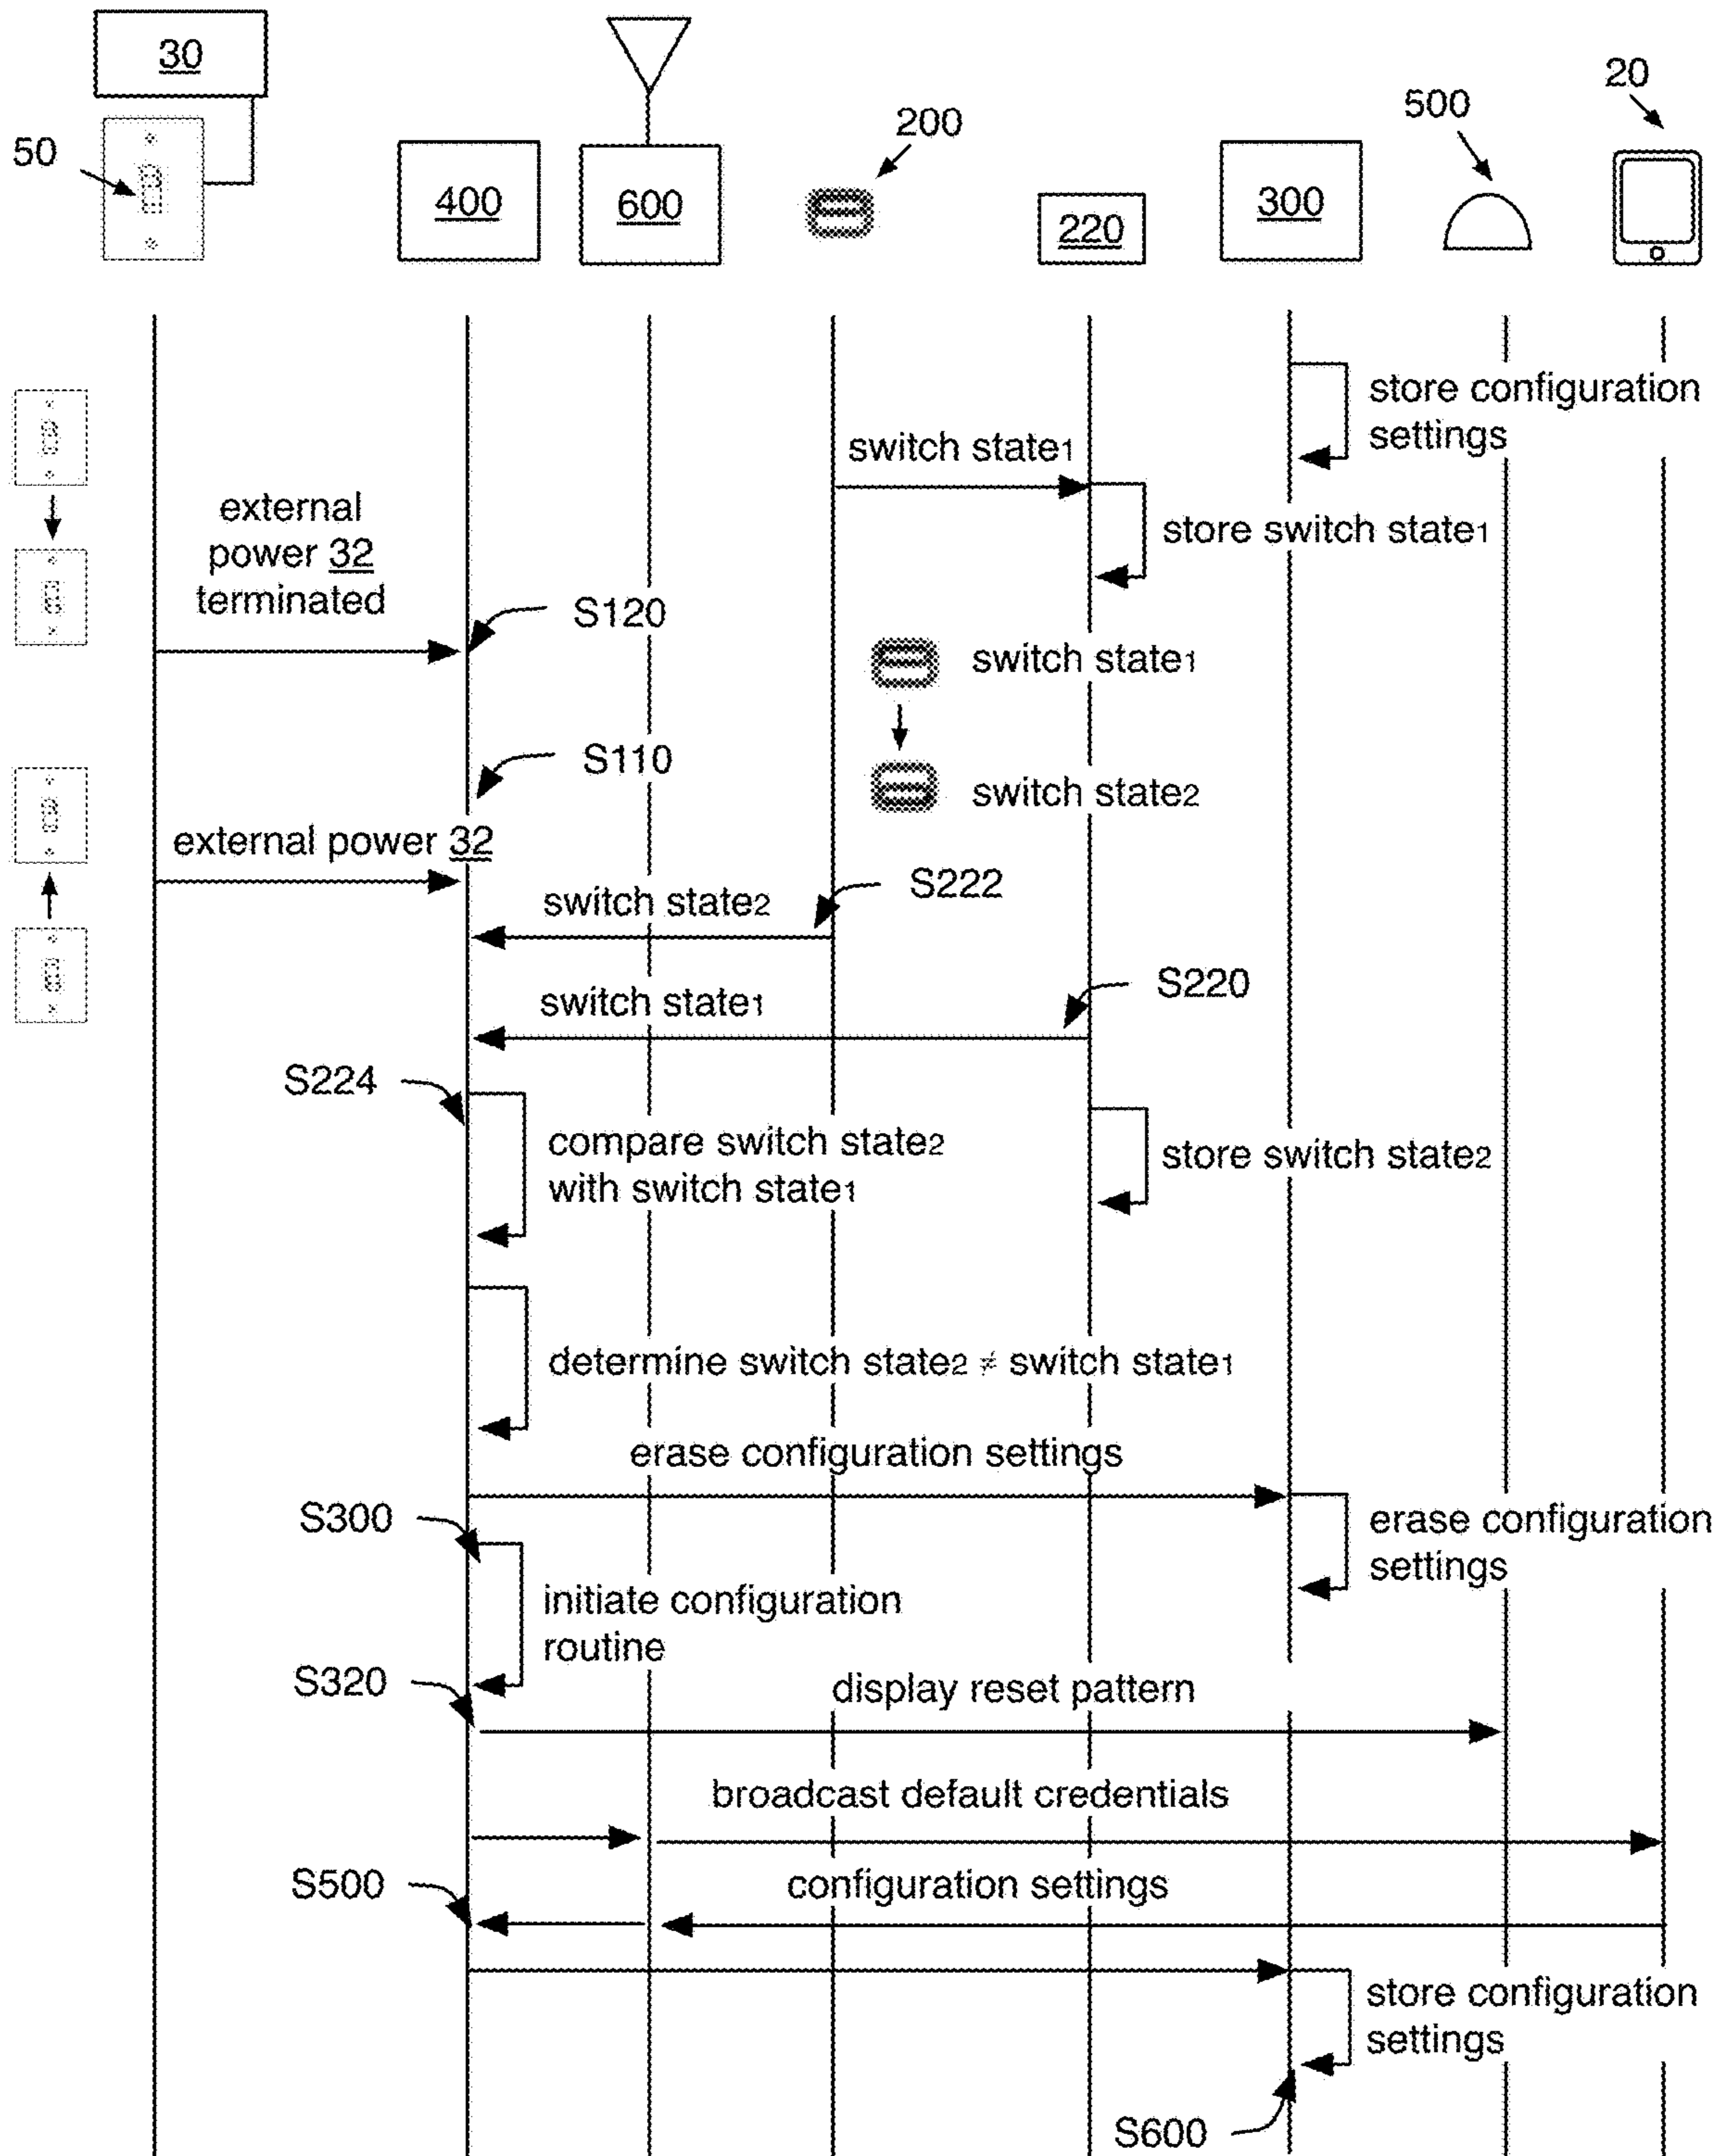 30
20
500
50
200
400
600
220
300
store configuration
settings
switch state1
external
power 32
terminated
store switch state1
S120
switch state1
S110
switch state2
external power 32
S222
switch state2
S220
switch state1
S224
compare switch state2
with switch state1
store switch state2
determine switch state2 ≠ switch state1
erase configuration settings
S300
erase configuration
settings
initiate configuration
routine
S320
display reset pattern
broadcast default credentials
S500
configuration settings
store configuration
settings
S600